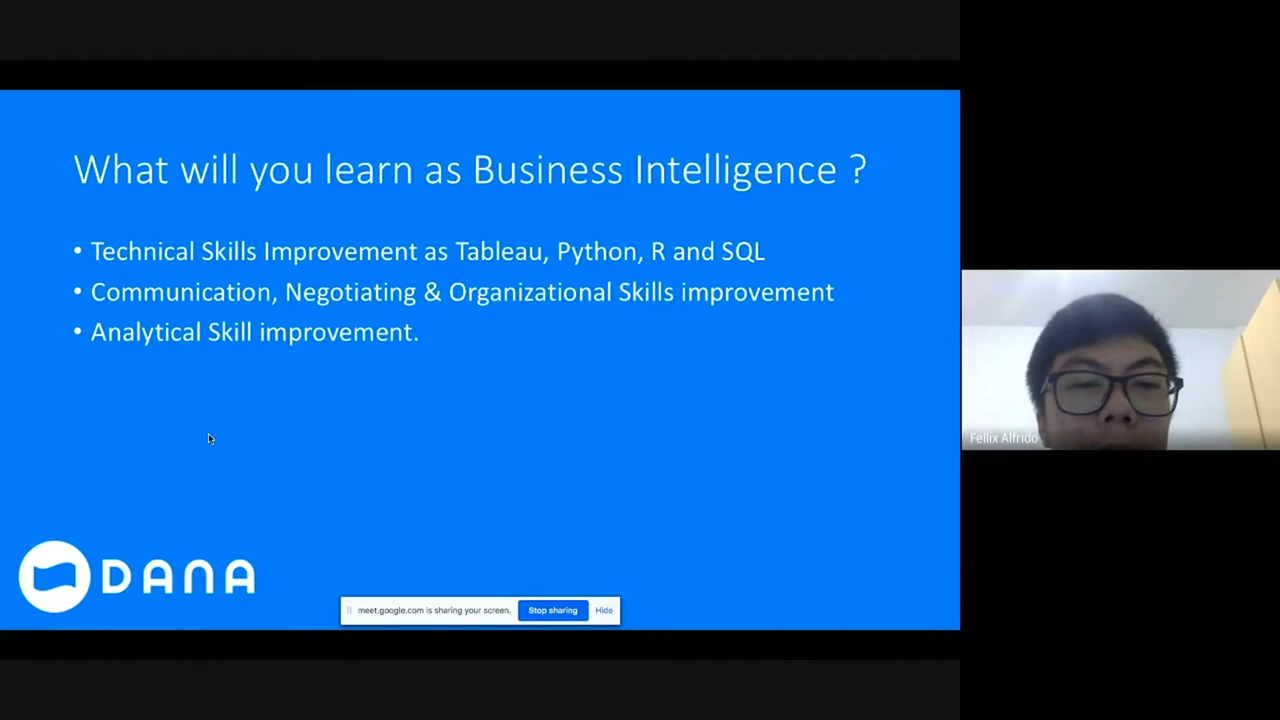 What will you learn as Business Intelligence ?
• Technical Skills Improvement as Tableau, Python, R and SQL
• Communication, Negotiating & Organizational Skills improvement
• Analytical Skill improvement.
Fellix Alfrido
DANA
meet.google.com is sharing your screen. Stop sharing Hide